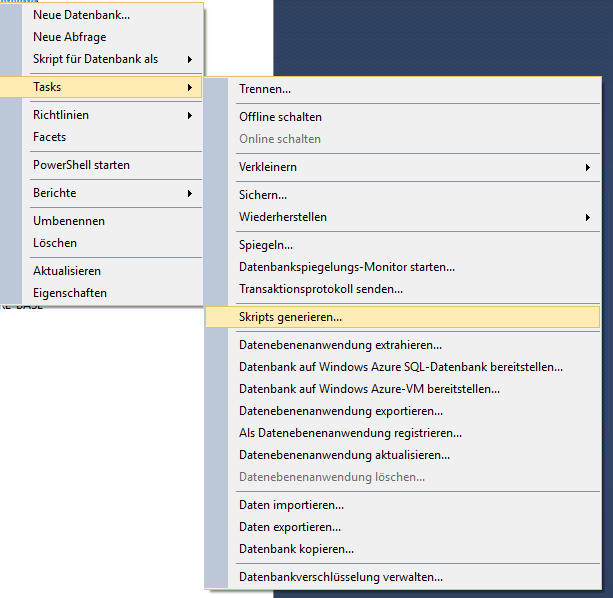 Neue Datenbank...
Neue Abfrage
Skript für Datenbank als
Tasks
Richtlinien
Facets
PowerShell starten
Berichte
Umbenennen
Löschen
Aktualisieren
Eigenschaften
Trennen...
Offline schalten
Online schalten
Verkleinern
Sichern...
Wiederherstellen
Spiegeln...
Datenbankspiegelungs-Monitor starten...
Transaktionsprotokoll senden...
Skripts generieren...
Datenebenenanwendung extrahieren...
Datenbank auf Windows Azure SQL-Datenbank bereitstellen...
Datenbank auf Windows Azure-VM bereitstellen...
Datenebenenanwendung exportieren...
Als Datenebenenanwendung registrieren...
Datenebenenanwendung aktualisieren...
Datenebenenanwendung löschen...
Daten importieren...
Daten exportieren...
Datenbank kopieren...
Datenbankverschlüsselung verwalten...